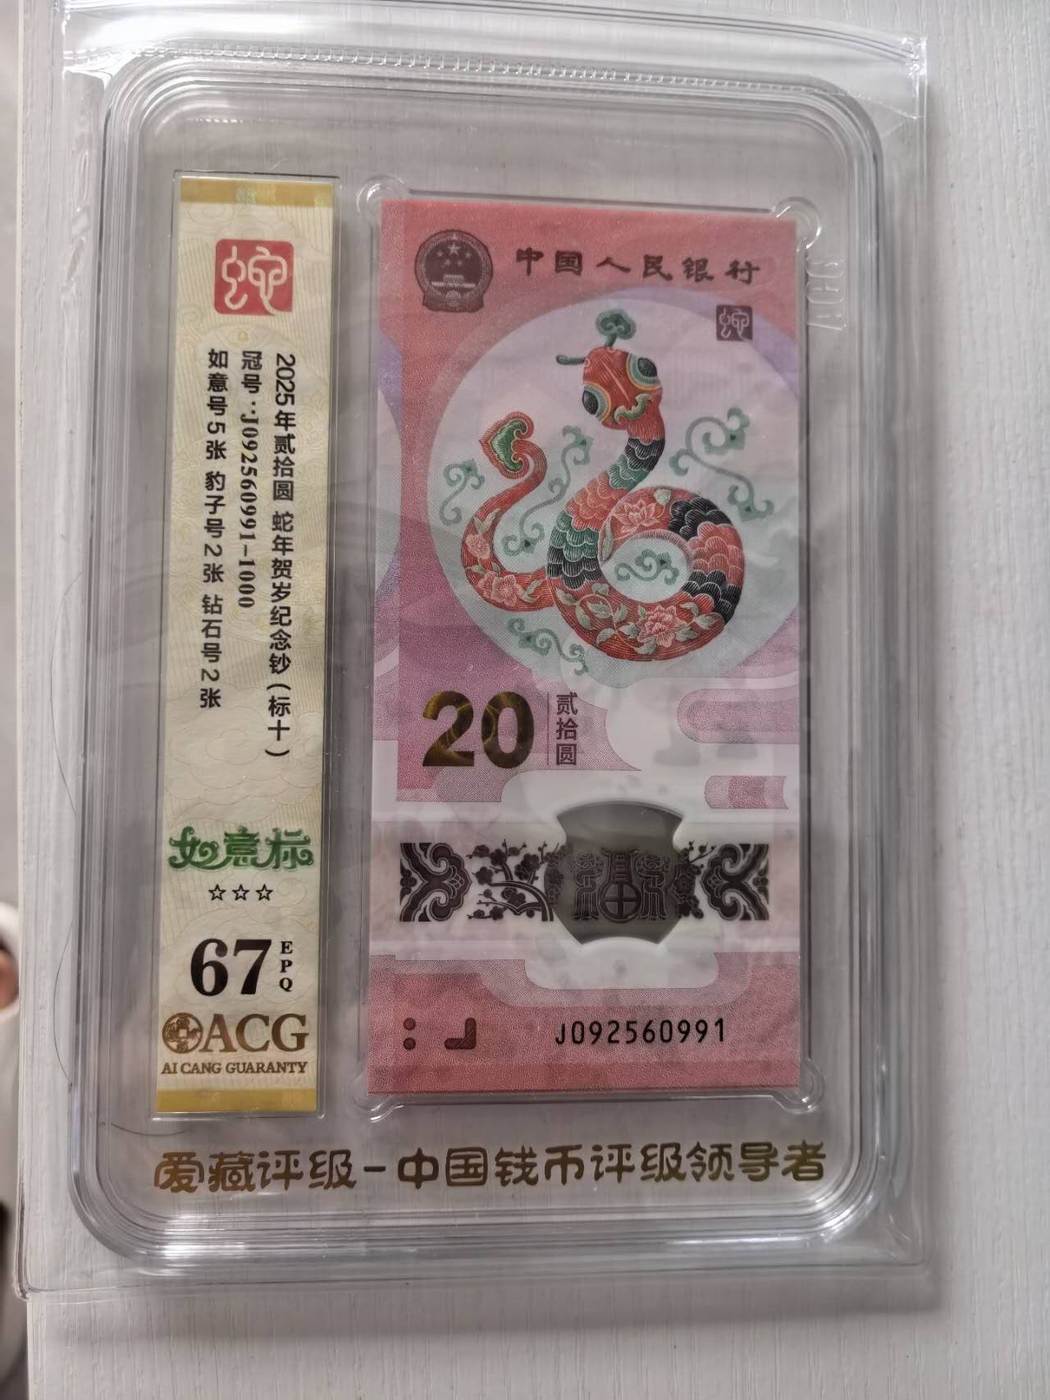 蛇
2025年贰拾圆 蛇年贺岁纪念钞(标十)
冠号:J092560991-1000
如意号5张 豹子号2张 钻石号2张
如意标
☆☆☆
67 EPQ
ACG
AI CANG GUARANTY
中国人民银行
蛇
20 贰拾圆
福
J092560991
爱藏评级-中国钱币评级领导者